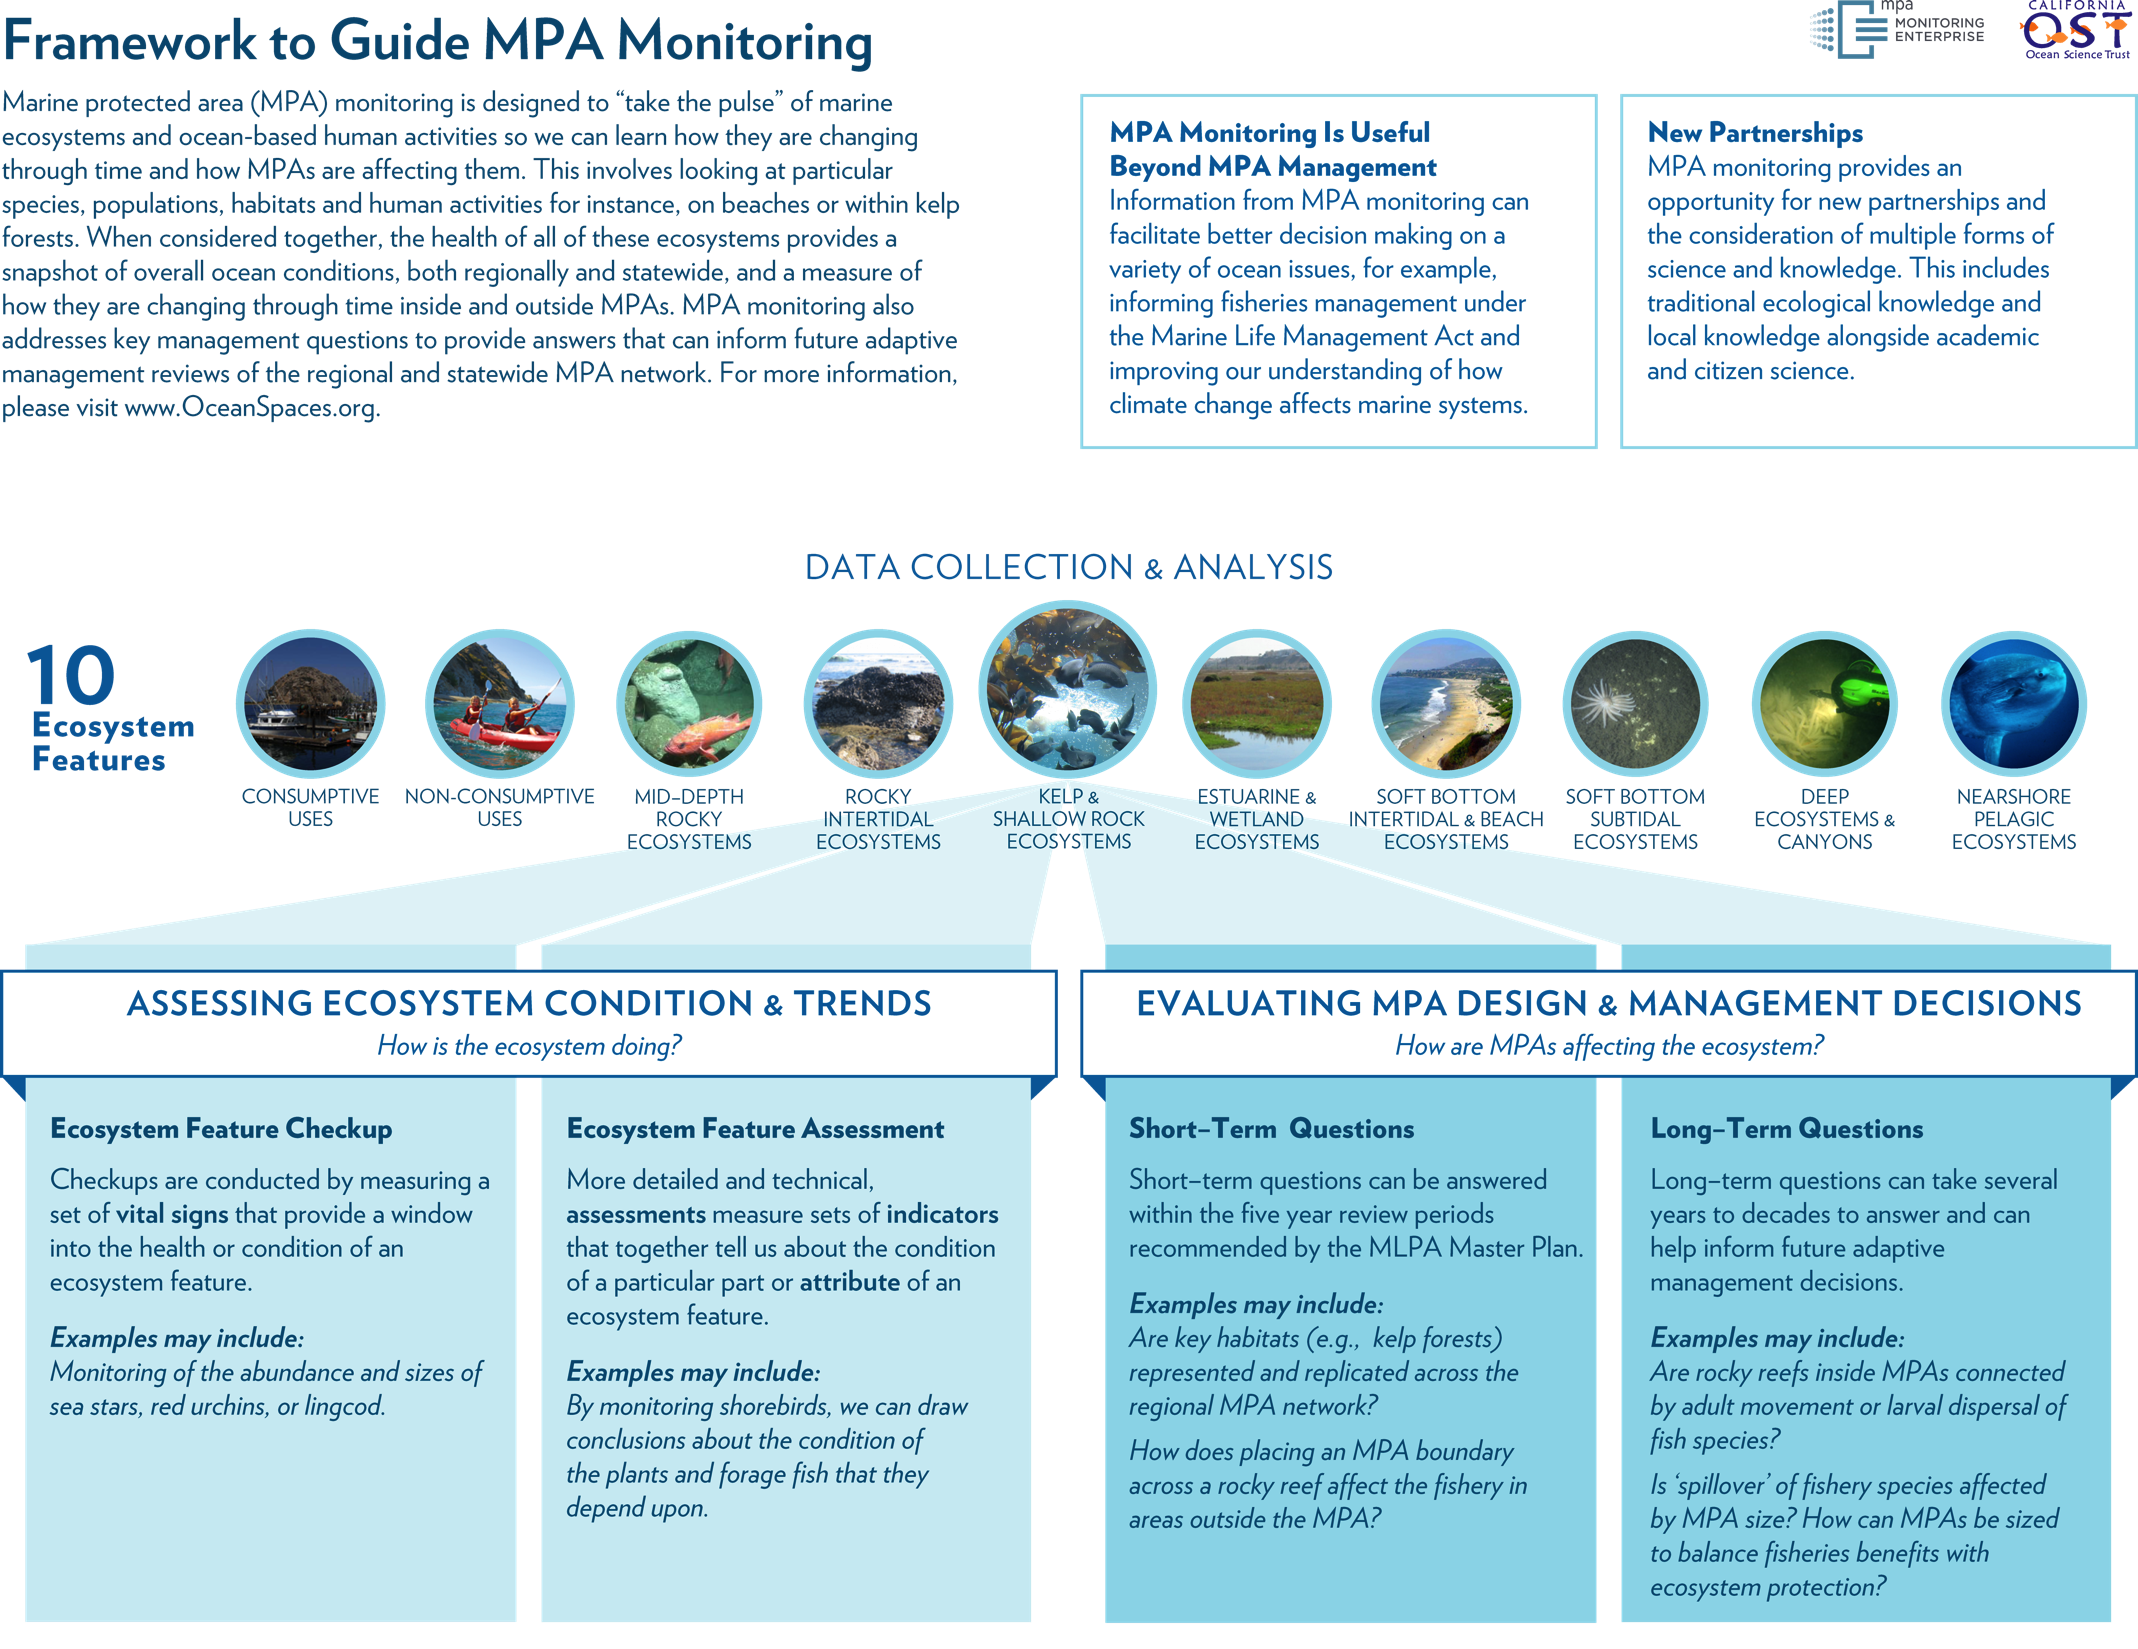 Framework to Guide MPA Monitoring
Marine protected area (MPA) monitoring is designed to “take the pulse” of marine
ecosystems and ocean-based human activities so we can learn how they are changing
through time and how MPAs are affecting them. This involves looking at particular
species, populations, habitats and human activities for instance, on beaches or within kelp
forests. When considered together, the health of all of these ecosystems provides a
snapshot of overall ocean conditions, both regionally and statewide, and a measure of
how they are changing through time inside and outside MPAs. MPA monitoring also
addresses key management questions to provide answers that can inform future adaptive
management reviews of the regional and statewide MPA network. For more information,
please visit www.OceanSpaces.org.
mpa
MONITORING
ENTERPRISE
CALIFORNIA
OST
Ocean Science Trust
MPA Monitoring Is Useful
Beyond MPA Management
Information from MPA monitoring can
facilitate better decision making on a
variety of ocean issues, for example,
informing fisheries management under
the Marine Life Management Act and
improving our understanding of how
climate change affects marine systems.
New Partnerships
MPA monitoring provides an
opportunity for new partnerships and
the consideration of multiple forms of
science and knowledge. This includes
traditional ecological knowledge and
local knowledge alongside academic
and citizen science.
DATA COLLECTION & ANALYSIS
10
Ecosystem
Features
CONSUMPTIVE
USES
NON-CONSUMPTIVE
USES
MID-DEPTH
ROCKY
ECOSYSTEMS
ROCKY
INTERTIDAL
ECOSYSTEMS
KELP &
SHALLOW ROCK
ECOSYSTEMS
ESTUARINE &
WETLAND
ECOSYSTEMS
SOFT BOTTOM
INTERTIDAL & BEACH
ECOSYSTEMS
SOFT BOTTOM
SUBTIDAL
ECOSYSTEMS
DEEP
ECOSYSTEMS &
CANYONS
NEARSHORE
PELAGIC
ECOSYSTEMS
ASSESSING ECOSYSTEM CONDITION & TRENDS
How is the ecosystem doing?
Ecosystem Feature Checkup
Checkups are conducted by measuring a
set of vital signs that provide a window
into the health or condition of an
ecosystem feature.
Examples may include:
Monitoring of the abundance and sizes of
sea stars, red urchins, or lingcod.
Ecosystem Feature Assessment
More detailed and technical,
assessments measure sets of indicators
that together tell us about the condition
of a particular part or attribute of an
ecosystem feature.
Examples may include:
By monitoring shorebirds, we can draw
conclusions about the condition of
the plants and forage fish that they
depend upon.
EVALUATING MPA DESIGN & MANAGEMENT DECISIONS
How are MPAs affecting the ecosystem?
Short-Term Questions
Short-term questions can be answered
within the five year review periods
recommended by the MLPA Master Plan.
Examples may include:
Are key habitats (e.g., kelp forests)
represented and replicated across the
regional MPA network?
How does placing an MPA boundary
across a rocky reef affect the fishery in
areas outside the MPA?
Long-Term Questions
Long-term questions can take several
years to decades to answer and can
help inform future adaptive
management decisions.
Examples may include:
Are rocky reefs inside MPAs connected
by adult movement or larval dispersal of
fish species?
Is ‘spillover’ of fishery species affected
by MPA size? How can MPAs be sized
to balance fisheries benefits with
ecosystem protection?